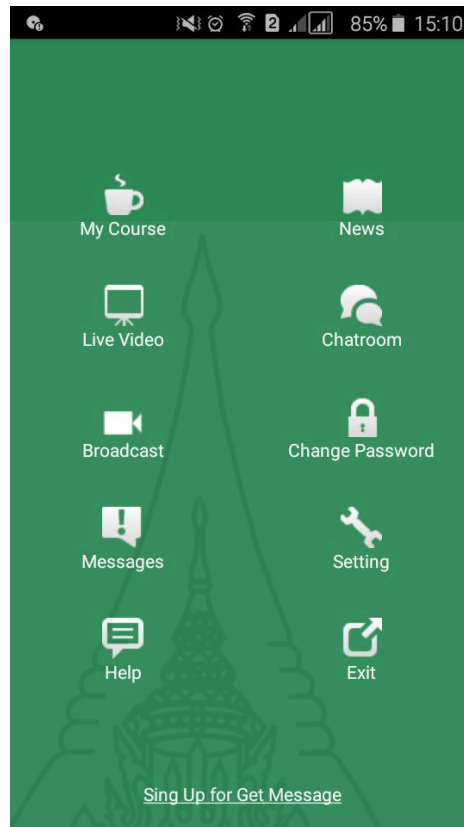 2 85% 15:10
My Course News
Live Video Chatroom
Broadcast Change Password
Messages Setting
Help Exit
Sing Up for Get Message